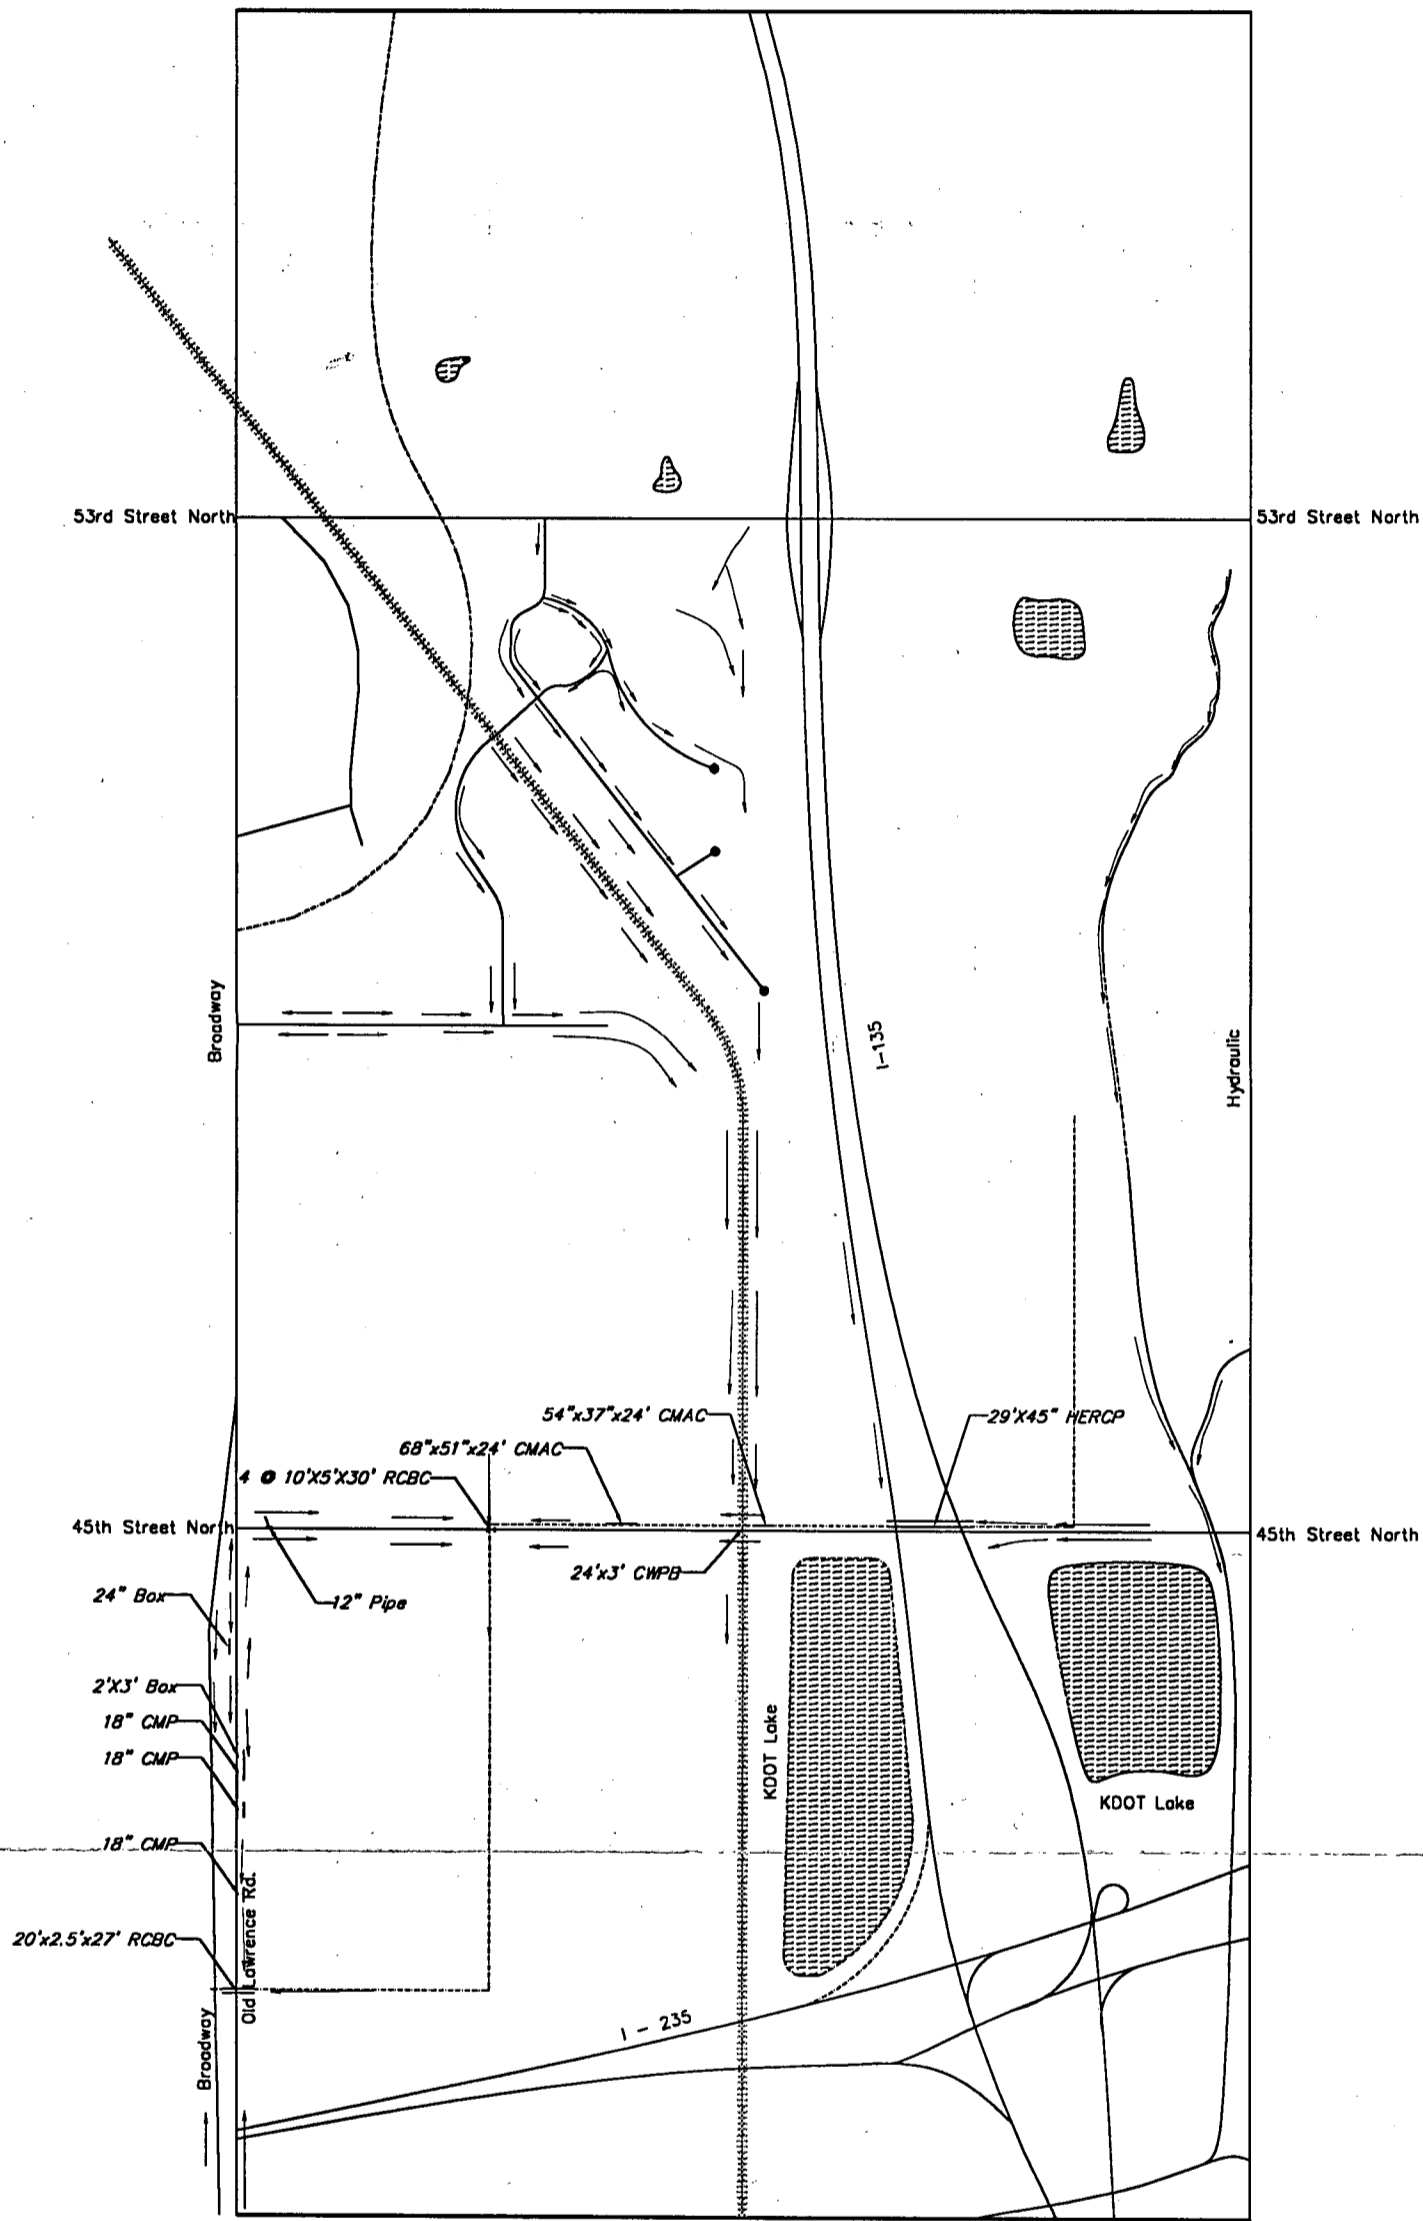 53rd Street North
53rd Street North
Broadway
I-135
Hydraulic
54"x37"x24' CMAC
29'X45" HERCP
68"x51"x24' CMAC
4 @ 10'X5'X30' RCBC
45th Street North
45th Street North
24'x3' CWPB
24" Box
12" Pipe
2'X3' Box
18" CMP
18" CMP
KDOT Lake
KDOT Lake
18" CMP
Old Lawrence Rd.
20'x2.5'x27' RCBC
I - 235
Broadway